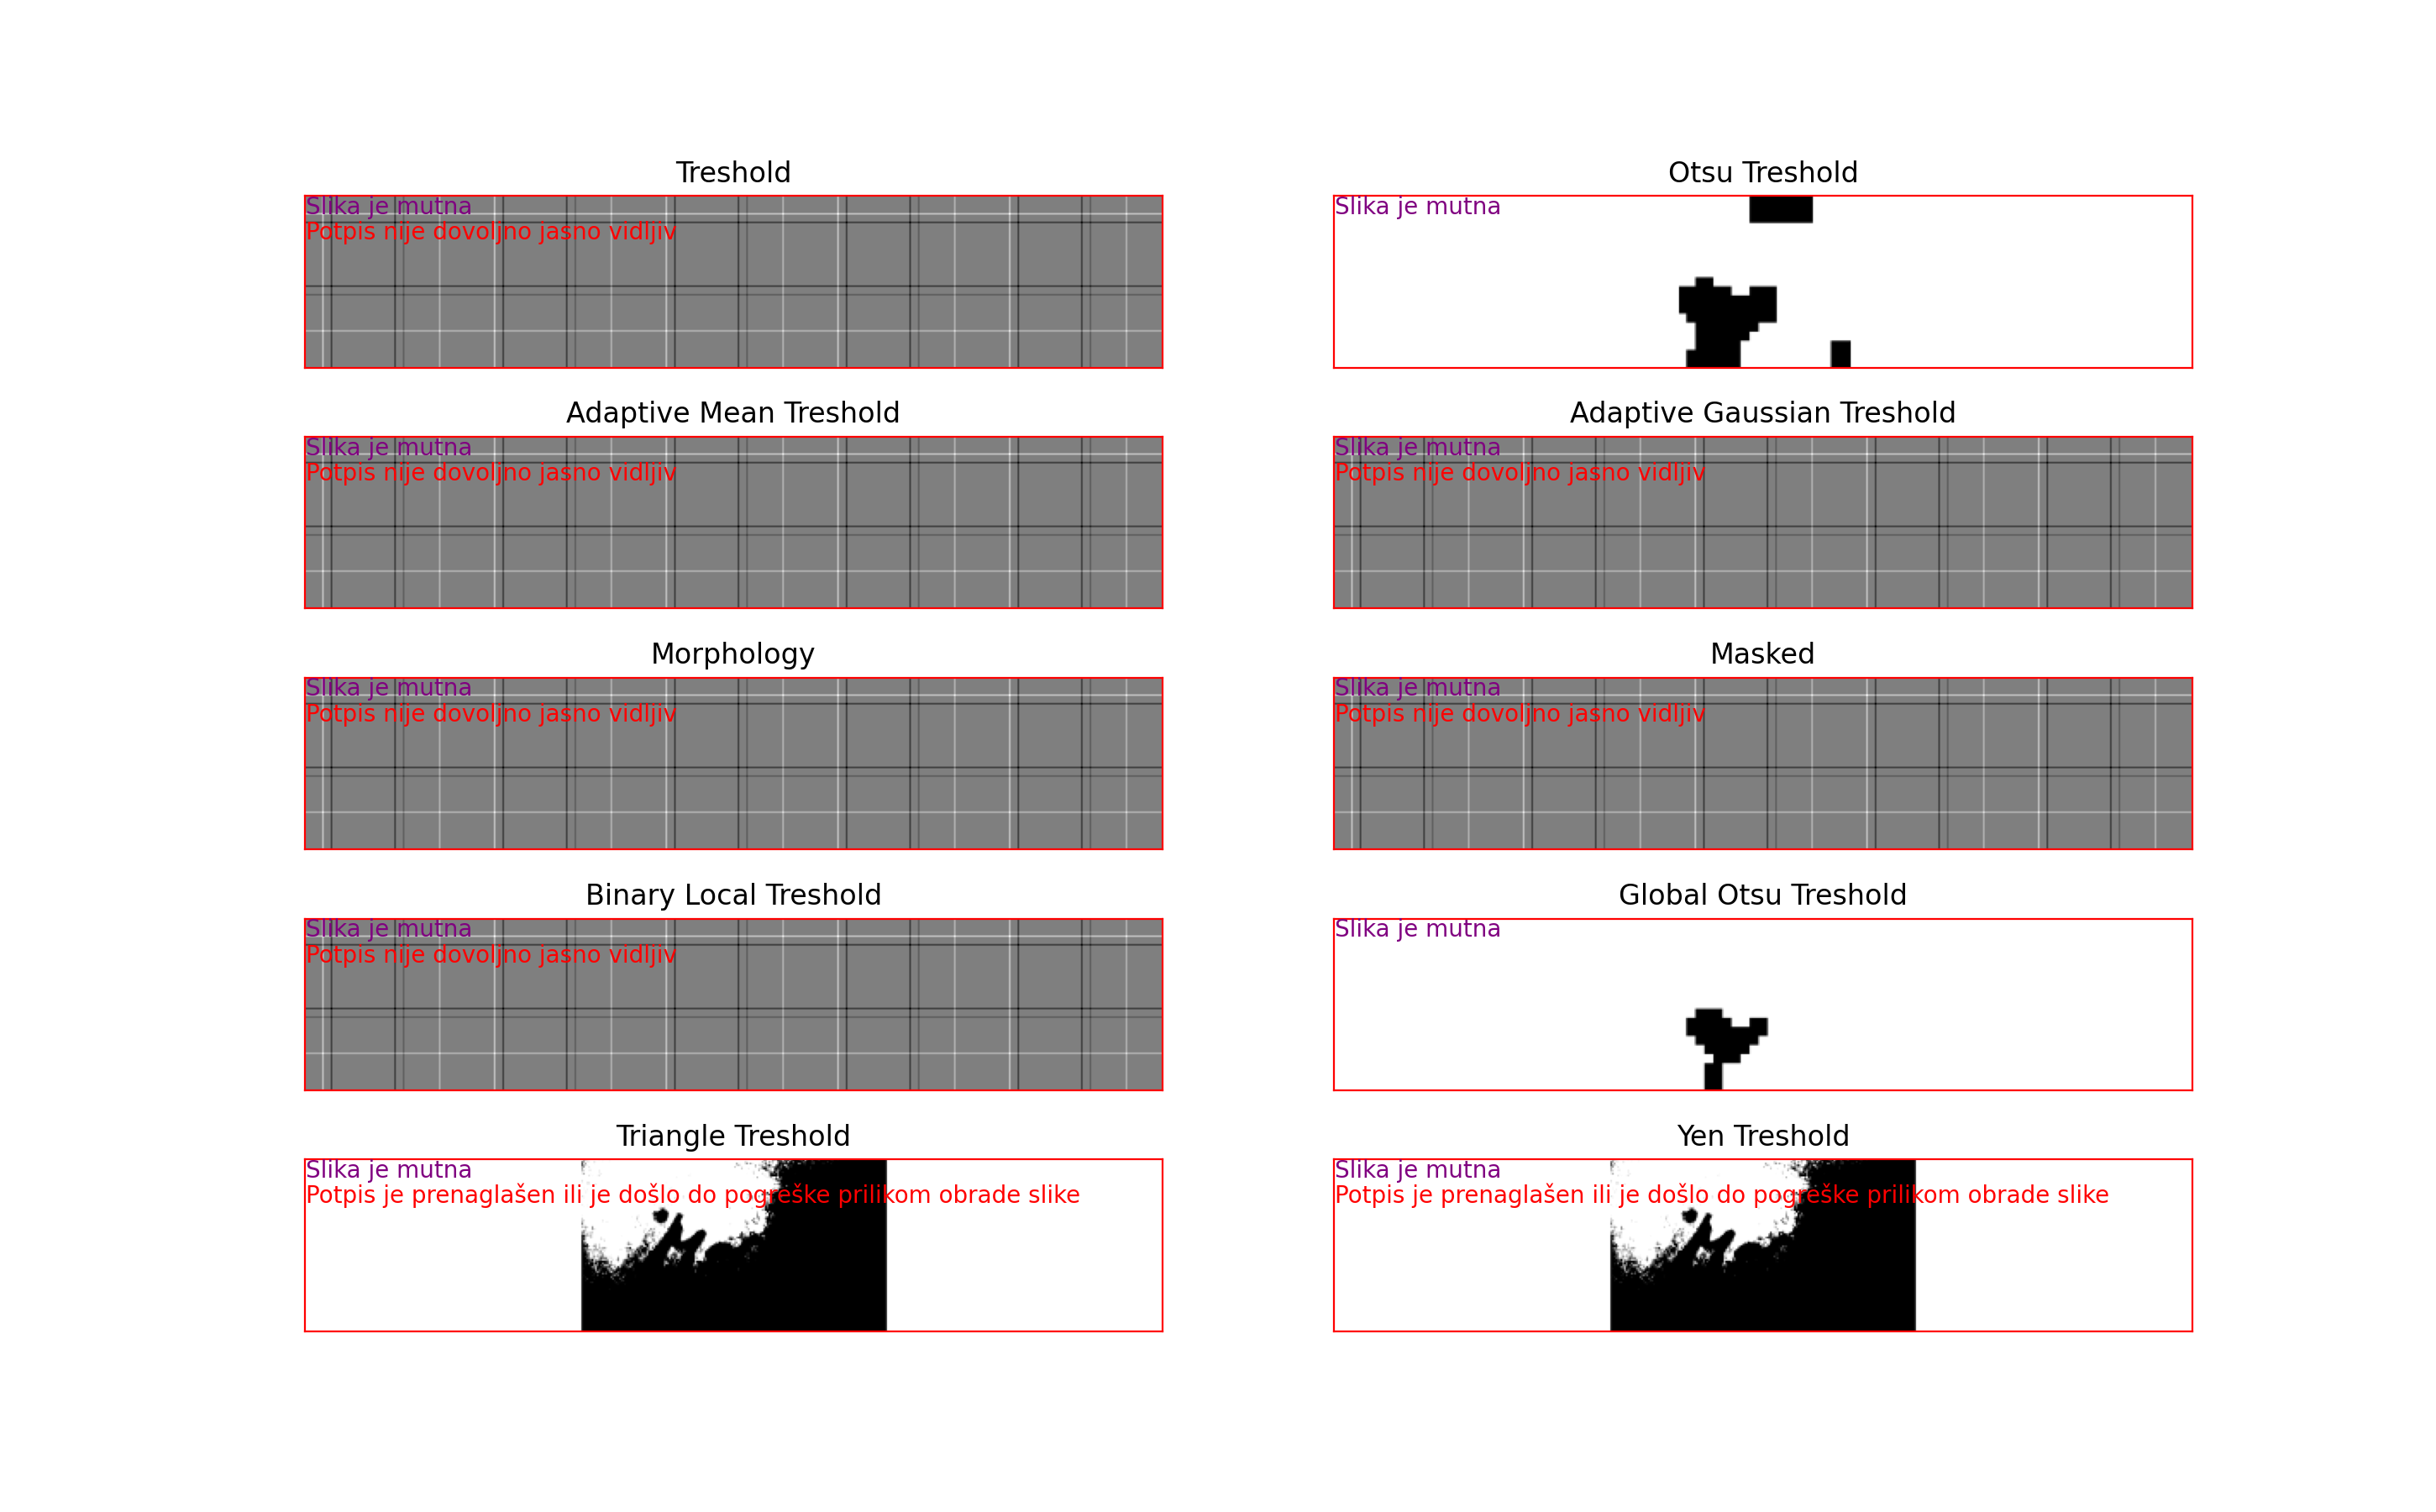 Treshold
Slika je mutna
Potpis nije dovoljno jasno vidljiv
Otsu Treshold
Slika je mutna
Adaptive Mean Treshold
Slika je mutna
Potpis nije dovoljno jasno vidljiv
Adaptive Gaussian Treshold
Slika je mutna
Potpis nije dovoljno jasno vidljiv
Morphology
Slika je mutna
Potpis nije dovoljno jasno vidljiv
Masked
Slika je mutna
Potpis nije dovoljno jasno vidljiv
Binary Local Treshold
Slika je mutna
Potpis nije dovoljno jasno vidljiv
Global Otsu Treshold
Slika je mutna
Triangle Treshold
Slika je mutna
Potpis je prenaglašen ili je došlo do pogreške prilikom obrade slike
Yen Treshold
Slika je mutna
Potpis je prenaglašen ili je došlo do pogreške prilikom obrade slike